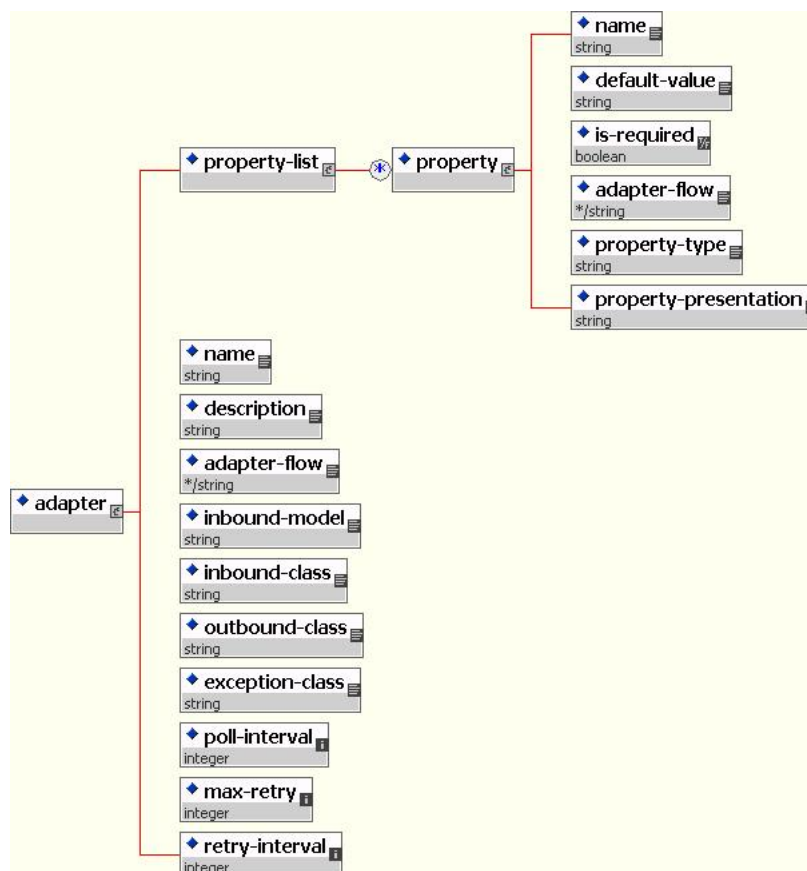 name
string
default-value
string
is-required
boolean
adapter-flow
*/string
property-type
string
property-presentation
string
property-list
property
name
string
description
string
adapter-flow
*/string
adapter
inbound-model
string
inbound-class
string
outbound-class
string
exception-class
string
poll-interval
integer
max-retry
integer
retry-interval
integer